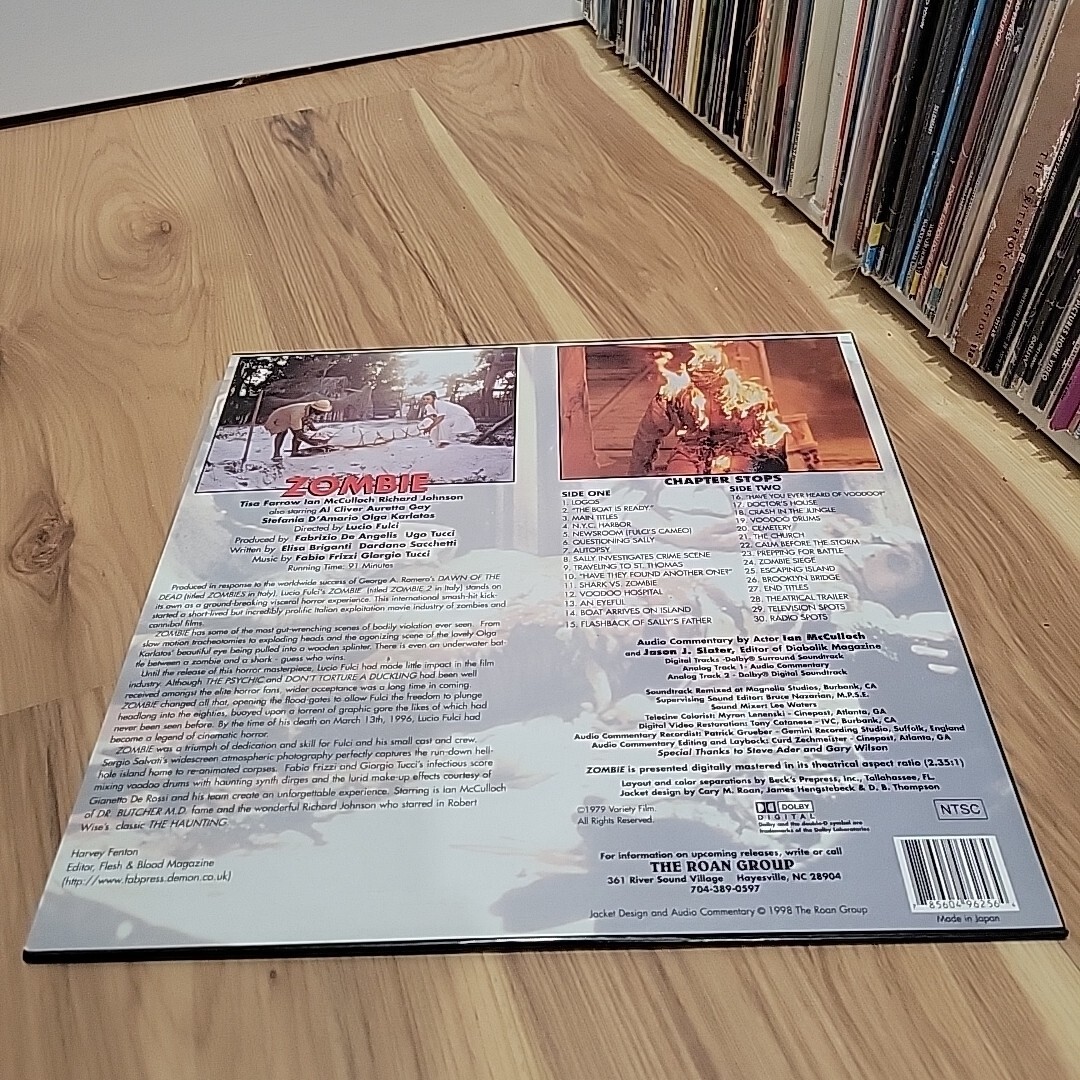 THE CRITERION COLLECTION
ZOMBIE
Tisa Farrow Ian McCulloch Richard Johnson
also starring Al Cliver Auretta Gay
Stefania D'Amario Olga Karlatos
Directed by Lucio Fulci
Produced by Fabrizio De Angelis Ugo Tucci
Written by Elisa Briganti Dardano Sacchetti
Music by Fabio Frizzi Giorgio Tucci
Running Time: 91 Minutes
Produced in response to the worldwide success of George A. Romero's DAWN OF THE
DEAD (titled ZOMBIES in Italy), Lucio Fulci's ZOMBIE (titled ZOMBIE 2 in Italy) stands on
its own as a ground-breaking visceral horror experience. This international smash-hit kick-
started a short-lived but incredibly prolific Italian exploitation movie industry of zombies and
cannibal films.
ZOMBIE has some of the most gut-wrenching scenes of bodily violation ever seen. From
slow motion tracheotomies to exploding heads and the agonizing scene of the lovely Olga
Karlatos' beautiful eye being pulled into a wooden splinter. There is even an underwater bat-
tle between a zombie and a shark - guess who wins.
Until the release of this horror masterpiece, Lucio Fulci had made little impact in the film
industry. Although THE PSYCHIC and DON'T TORTURE A DUCKLING had been well
received amongst the elite horror fans, wider acceptance was a long time in coming.
ZOMBIE changed all that, opening the flood gates to allow Fulci the freedom to plunge
headlong into the eighties, buoyed upon a torrent of graphic gore the likes of which had
never been seen before. By the time of his death on March 13th, 1996, Lucio Fulci had
become a legend of cinematic horror.
ZOMBIE was a triumph of dedication and skill for Fulci and his small cast and crew.
Sergio Salvati's widescreen atmospheric photography perfectly captures the run-down hell-
hole island home to re-animated corpses. Fabio Frizzi and Giorgio Tucci's infectious score
mixing voodoo drums with haunting synth dirges and the lurid make-up effects courtesy of
Gianetto De Rossi and his team create an unforgettable experience. Starring is Ian McCulloch
of DR. BUTCHER M.D. fame and the wonderful Richard Johnson who starred in Robert
Wise's classic THE HAUNTING.
Harvey Fenton
Editor, Flesh & Blood Magazine
(http://www.fabpress.demon.co.uk)
CHAPTER STOPS
SIDE ONE
1. LOGOS
2. "THE BOAT IS READY."
3. MAIN TITLES
4. N.Y.C. HARBOR
5. NEWSROOM (FULCI'S CAMEO)
6. QUESTIONING SALLY
7. AUTOPSY
8. SALLY INVESTIGATES CRIME SCENE
9. TRAVELING TO ST. THOMAS
10. "HAVE THEY FOUND ANOTHER ONE?"
11. SHARK VS. ZOMBIE
12. VOODOO HOSPITAL
13. AN EYEFUL
14. BOAT ARRIVES ON ISLAND
15. FLASHBACK OF SALLY'S FATHER
SIDE TWO
16. "HAVE YOU EVER HEARD OF VOODOO?"
17. DOCTOR'S HOUSE
18. CRASH IN THE JUNGLE
19. VOODOO DRUMS
20. CEMETERY
21. THE CHURCH
22. CALM BEFORE THE STORM
23. PREPPING FOR BATTLE
24. ZOMBIE SIEGE
25. ESCAPING ISLAND
26. BROOKLYN BRIDGE
27. END TITLES
28. THEATRICAL TRAILER
29. TELEVISION SPOTS
30. RADIO SPOTS
Audio Commentary by Actor Ian McCulloch
and Jason J. Slater, Editor of Diabolik Magazine
Digital Tracks -Dolby® Surround Soundtrack
Analog Track 1- Audio Commentary
Analog Track 2 - Dolby® Digital Soundtrack
Soundtrack Remixed at Magnolia Studios, Burbank, CA
Supervising Sound Editor: Bruce Nazarian, M.P.S.E.
Sound Mixer: Lee Waters
Telecine Colorist: Myron Lenenski - Cinepost, Atlanta, GA
Digital Video Restoration: Tony Catanese - IVC, Burbank, CA
Audio Commentary Recordist: Patrick Grueber - Gemini Recording Studio, Suffolk, England
Audio Commentary Editing and Layback: Curd Zechmeister - Cinepost, Atlanta, GA
Special Thanks to Steve Ader and Gary Wilson
ZOMBIE is presented digitally mastered in its theatrical aspect ratio (2.35:1)
Layout and color separations by Beck's Prepress, Inc., Tallahassee, FL.
Jacket design by Cary M. Roan, James Hengstebeck & D. B. Thompson
©1979 Variety Film.
All Rights Reserved.
DOLBY
DIGITAL
Dolby and the double-D symbol are
trademarks of the Dolby Laboratories
NTSC
For information on upcoming releases, write or call
THE ROAN GROUP
361 River Sound Village Hayesville, NC 28904
704-389-0597
Jacket Design and Audio Commentary © 1998 The Roan Group
7 85604 96256 4
Made in Japan